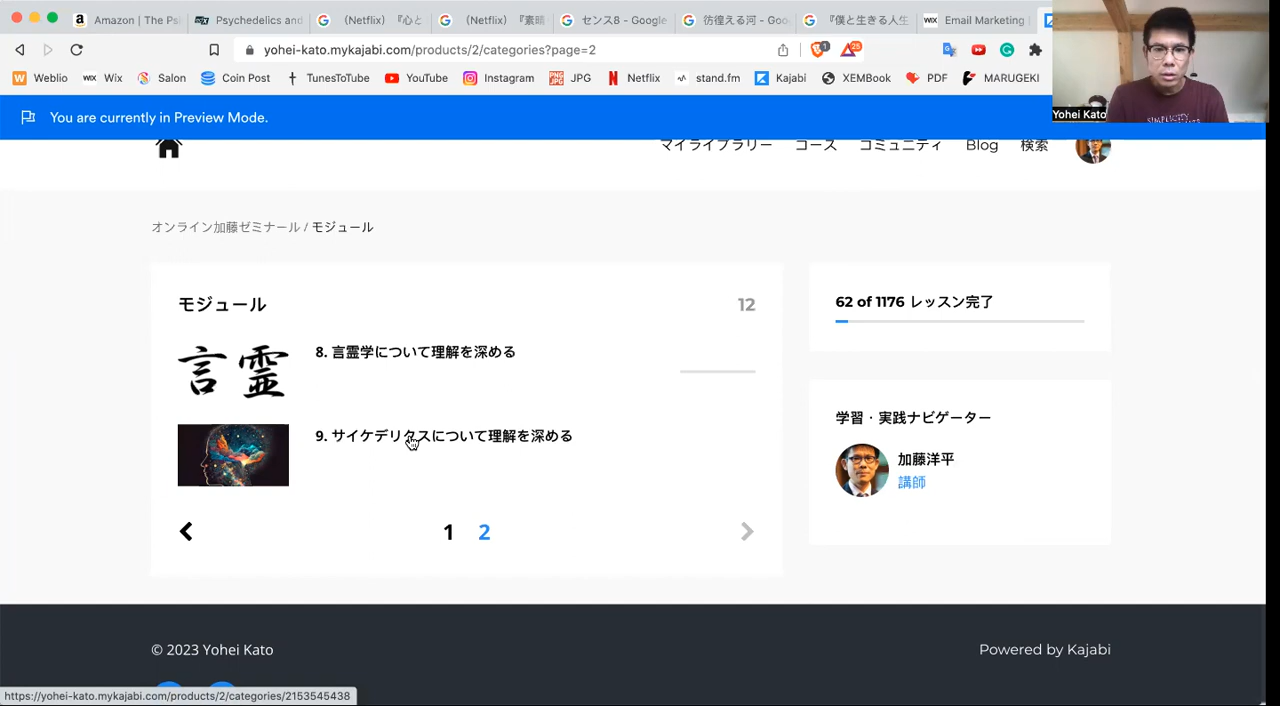 Amazon | The Psi
Psychedelics and
(Netflix) 『心と
(Netflix) 『素晴
センス8 - Google
彷徨える河 - Goo
『僕と生きる人生
WIX
Email Marketing
yohei-kato.mykajabi.com/products/2/categories?page=2
1
25
W
Weblio
WIX
Wix
Salon
Coin Post
TunesToTube
YouTube
Instagram
JPG
Netflix
stand.fm
Kajabi
XEMBook
PDF
MARUGEKI
Yohei Kato
You are currently in Preview Mode.
マイライブラリー
コース
コミュニティ
Blog
検索
オンライン加藤ゼミナール / モジュール
モジュール
12
言霊
8. 言霊学について理解を深める
9. サイケデリクスについて理解を深める
1
2
62 of 1176 レッスン完了
学習・実践ナビゲーター
加藤洋平
講師
© 2023 Yohei Kato
Powered by Kajabi
https://yohei-kato.mykajabi.com/products/2/categories/2153545438